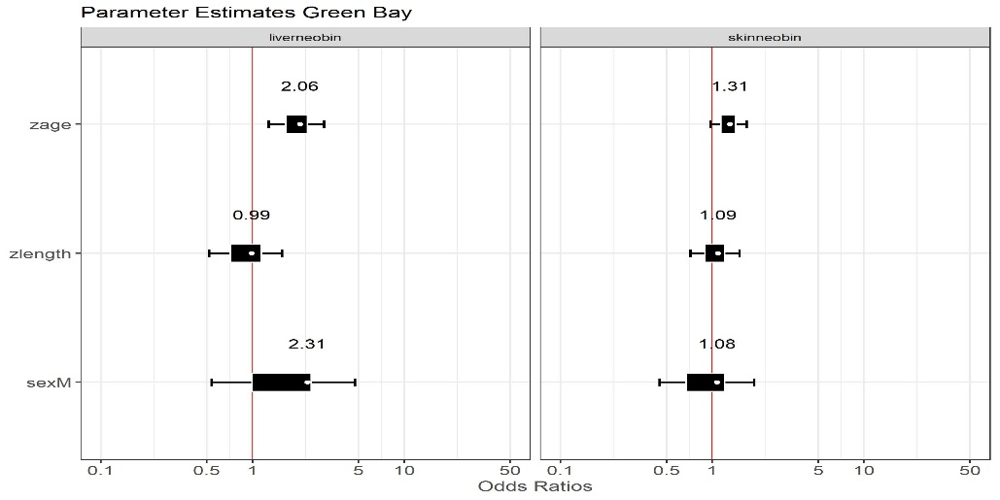 Parameter Estimates Green Bay
liverneobin
skinneobin
2.06
1.31
zage
0.99
1.09
zlength
2.31
1.08
sexM
0.1 0.5 1 5 10 50
0.1 0.5 1 5 10 50
Odds Ratios